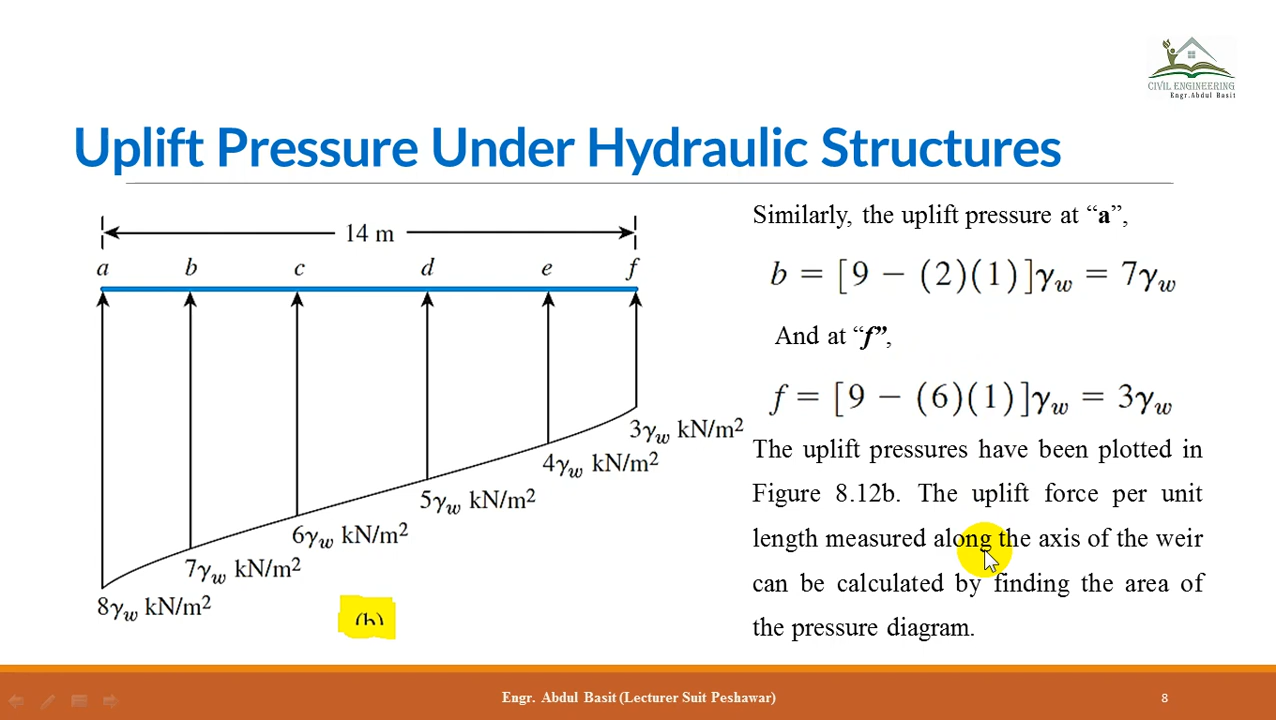 CIVIL ENGINEERING
Engr.Abdul Basit
Uplift Pressure Under Hydraulic Structures
14 m
a b c d e f
8γw kN/m²
7γw kN/m²
6γw kN/m²
5γw kN/m²
4γw kN/m²
3γw kN/m²
(b)
Similarly, the uplift pressure at “a”,
b = [9 − (2)(1)]γw = 7γw
And at “f”,
f = [9 − (6)(1)]γw = 3γw
The uplift pressures have been plotted in
Figure 8.12b. The uplift force per unit
length measured along the axis of the weir
can be calculated by finding the area of
the pressure diagram.
Engr. Abdul Basit (Lecturer Suit Peshawar)
8